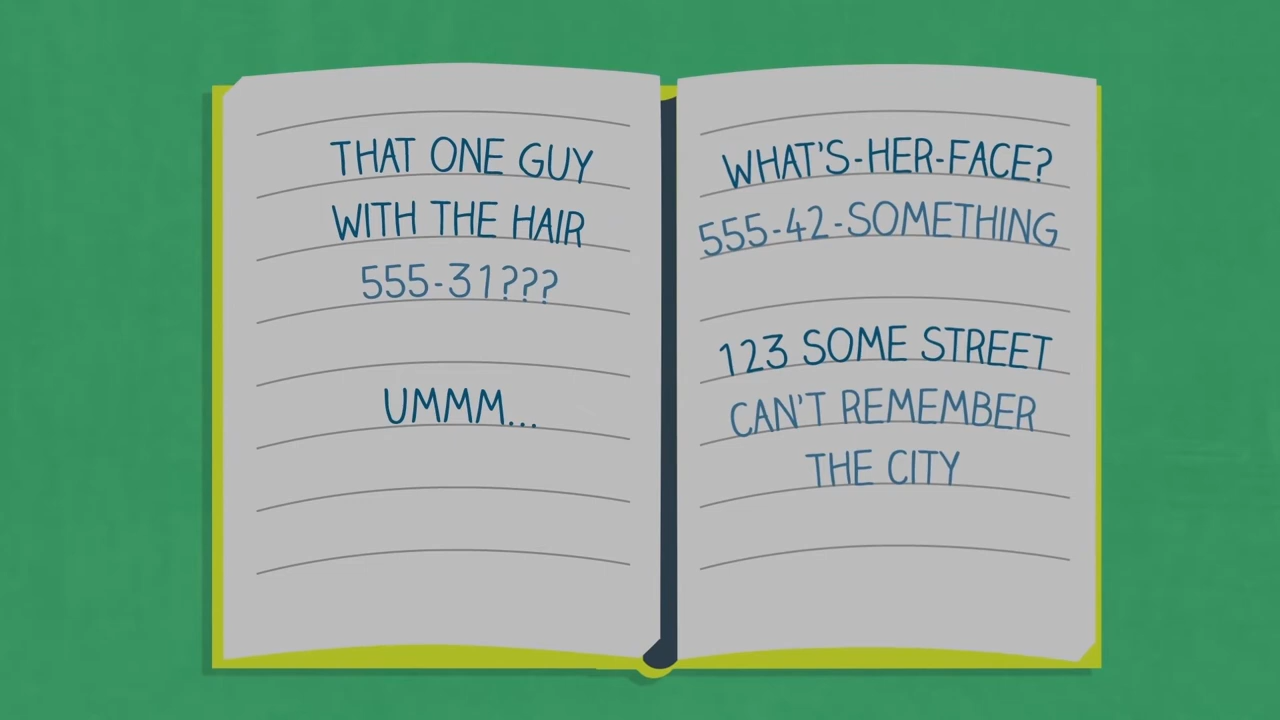 THAT ONE GUY
WITH THE HAIR
555-31???
UMMM...
WHAT'S-HER-FACE?
555-42-SOMETHING
123 SOME STREET
CAN'T REMEMBER
THE CITY